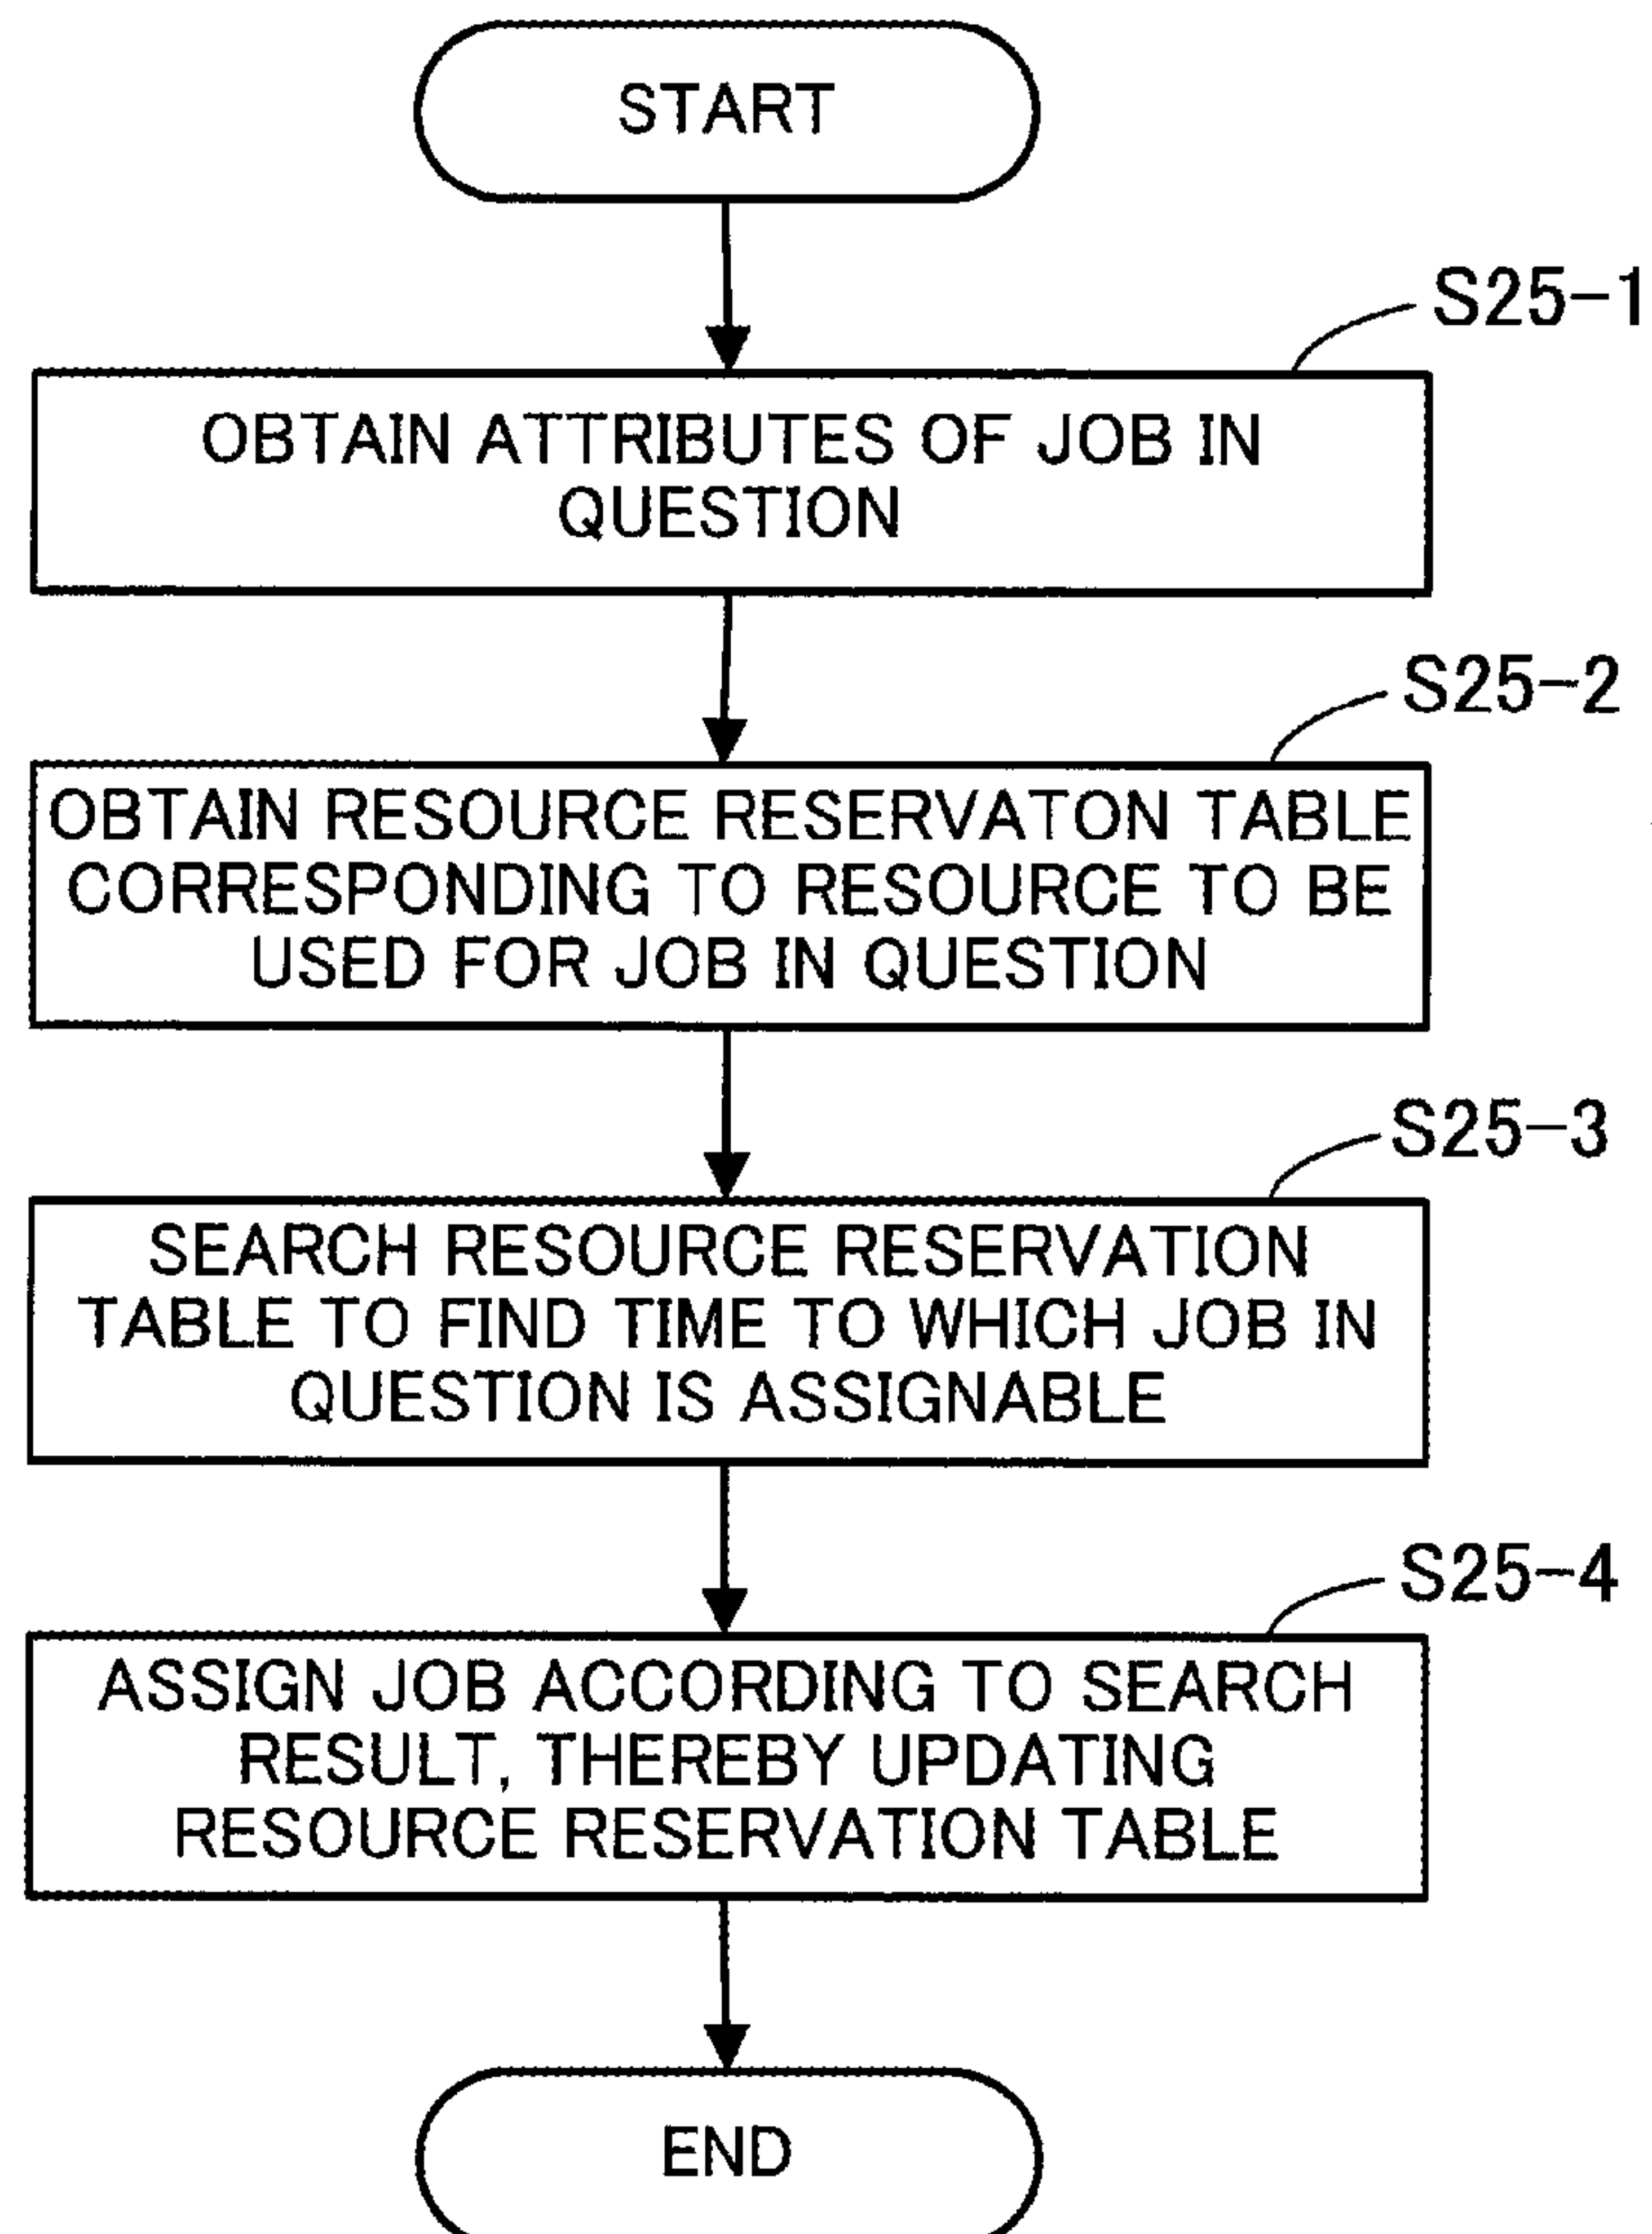 START
S25-1
OBTAIN ATTRIBUTES OF JOB IN
QUESTION
S25-2
OBTAIN RESOURCE RESERVATON TABLE
CORRESPONDING TO RESOURCE TO BE
USED FOR JOB IN QUESTION
S25-3
SEARCH RESOURCE RESERVATION
TABLE TO FIND TIME TO WHICH JOB IN
QUESTION IS ASSIGNABLE
S25-4
ASSIGN JOB ACCORDING TO SEARCH
RESULT, THEREBY UPDATING
RESOURCE RESERVATION TABLE
END